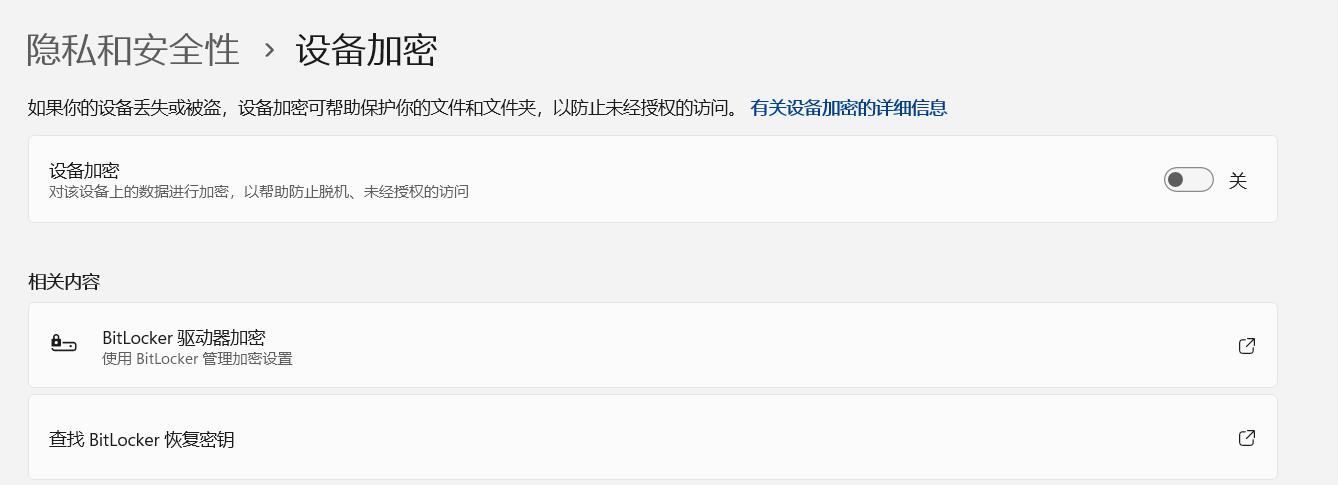 隐私和安全性 › 设备加密
如果你的设备丢失或被盗，设备加密可帮助保护你的文件和文件夹，以防止未经授权的访问。 有关设备加密的详细信息
设备加密
对该设备上的数据进行加密，以帮助防止脱机、未经授权的访问
关
相关内容
BitLocker 驱动器加密
使用 BitLocker 管理加密设置
查找 BitLocker 恢复密钥